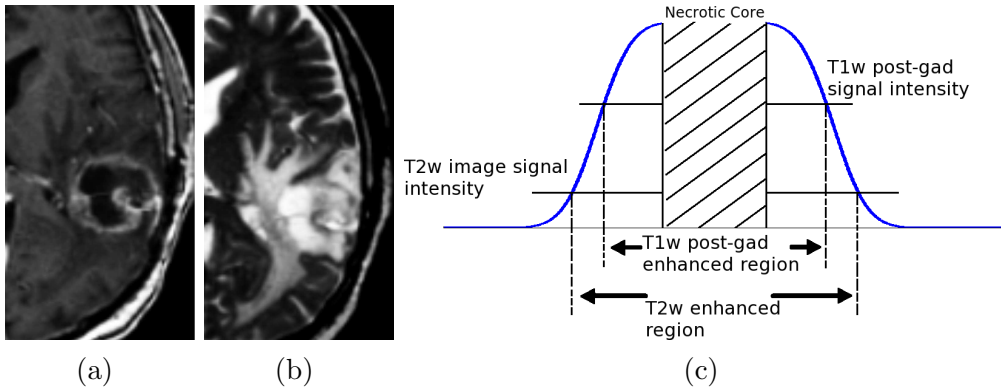 Necrotic Core
T1w post-gad
signal intensity
T2w image signal
intensity
T1w post-gad
enhanced region
T2w enhanced
region
(a)
(b)
(c)